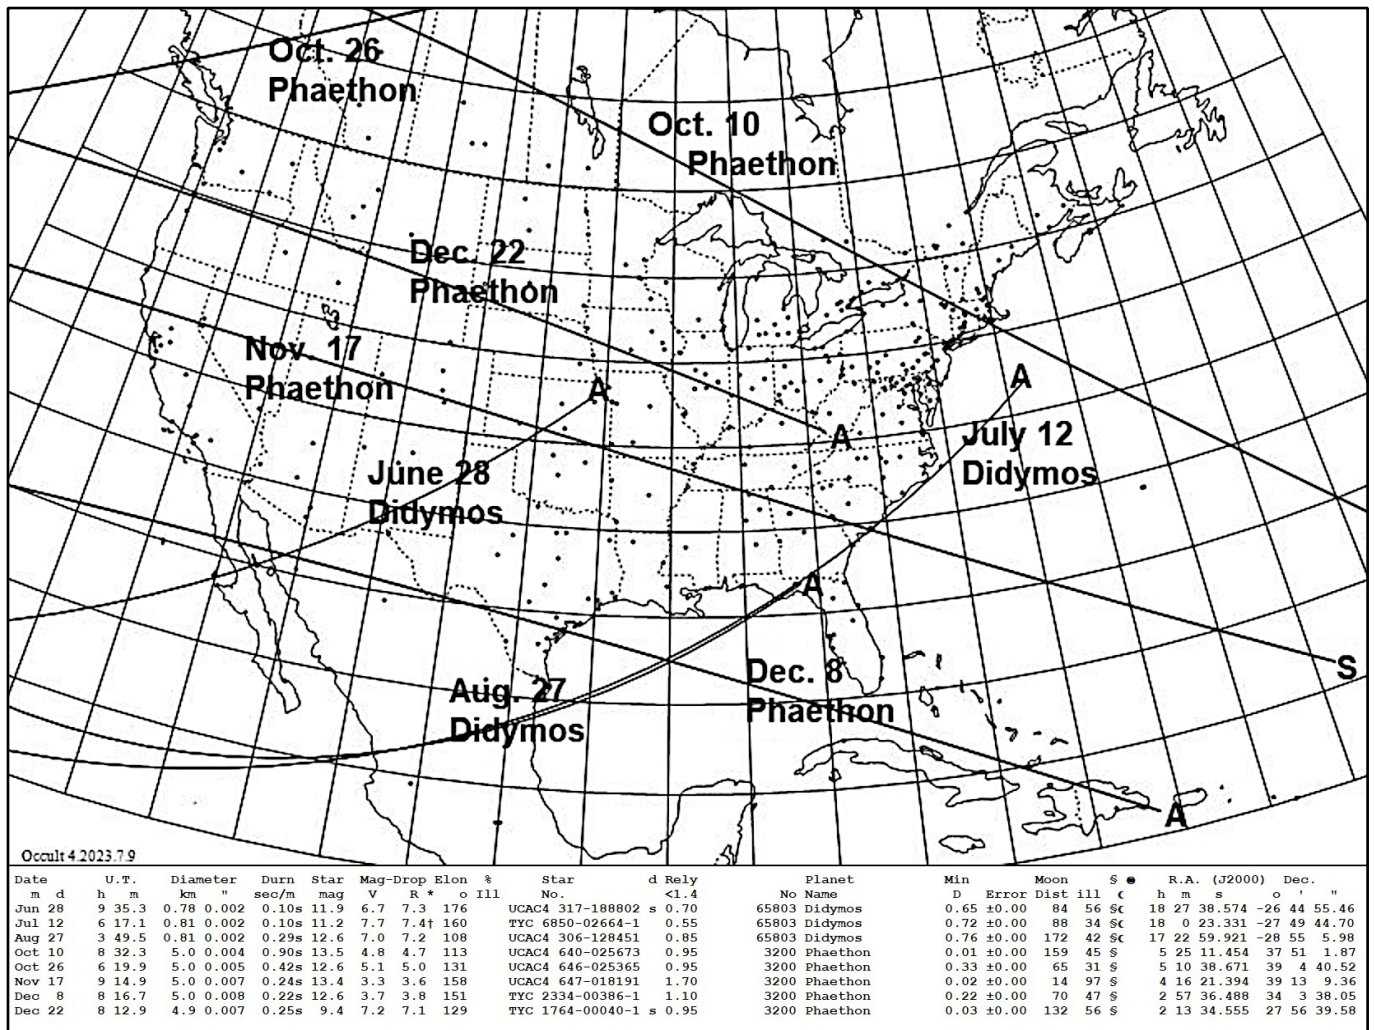 Oct. 26
Phaethon
Oct. 10
Phaethon
Dec. 22
Phaethon
Nov. 17
Phaethon
A
A
A
July 12
Didymos
June 28
Didymos
A
Dec. 8
Phaethon
S
Aug. 27
Didymos
A
Occult 4.2023.7.9
Date U.T. Diameter Durn Star Mag-Drop Elon % Star d Rely Planet Min Moon § R.A. (J2000) Dec.
m d h m km " sec/m mag V R * o Ill No. <1.4 No Name D Error Dist ill § ☾ h m s o ' "
Jun 28 9 35.3 0.78 0.002 0.10s 11.9 6.7 7.3 176 UCAC4 317-188802 s 0.70 65803 Didymos 0.65 ±0.00 84 56 §☾ 18 27 38.574 -26 44 55.46
Jul 12 6 17.1 0.81 0.002 0.10s 11.2 7.7 7.4† 160 TYC 6850-02664-1 0.55 65803 Didymos 0.72 ±0.00 88 34 §☾ 18 0 23.331 -27 49 44.70
Aug 27 3 49.5 0.81 0.002 0.29s 12.6 7.0 7.2 108 UCAC4 306-128451 0.85 65803 Didymos 0.76 ±0.00 172 42 §☾ 17 22 59.921 -28 55 5.98
Oct 10 8 32.3 5.0 0.004 0.90s 13.5 4.8 4.7 113 UCAC4 640-025673 0.95 3200 Phaethon 0.01 ±0.00 159 45 § 5 25 11.454 37 51 1.87
Oct 26 6 19.9 5.0 0.005 0.42s 12.6 5.1 5.0 131 UCAC4 646-025365 0.95 3200 Phaethon 0.33 ±0.00 65 31 § 5 10 38.671 39 4 40.52
Nov 17 9 14.9 5.0 0.007 0.24s 13.4 3.3 3.6 158 UCAC4 647-018191 1.70 3200 Phaethon 0.02 ±0.00 14 97 § 4 16 21.394 39 13 9.36
Dec 8 8 16.7 5.0 0.008 0.22s 12.6 3.7 3.8 151 TYC 2334-00386-1 1.10 3200 Phaethon 0.22 ±0.00 70 47 § 2 57 36.488 34 3 38.05
Dec 22 8 12.9 4.9 0.007 0.25s 9.4 7.2 7.1 129 TYC 1764-00040-1 s 0.95 3200 Phaethon 0.03 ±0.00 132 56 § 2 13 34.555 27 56 39.58